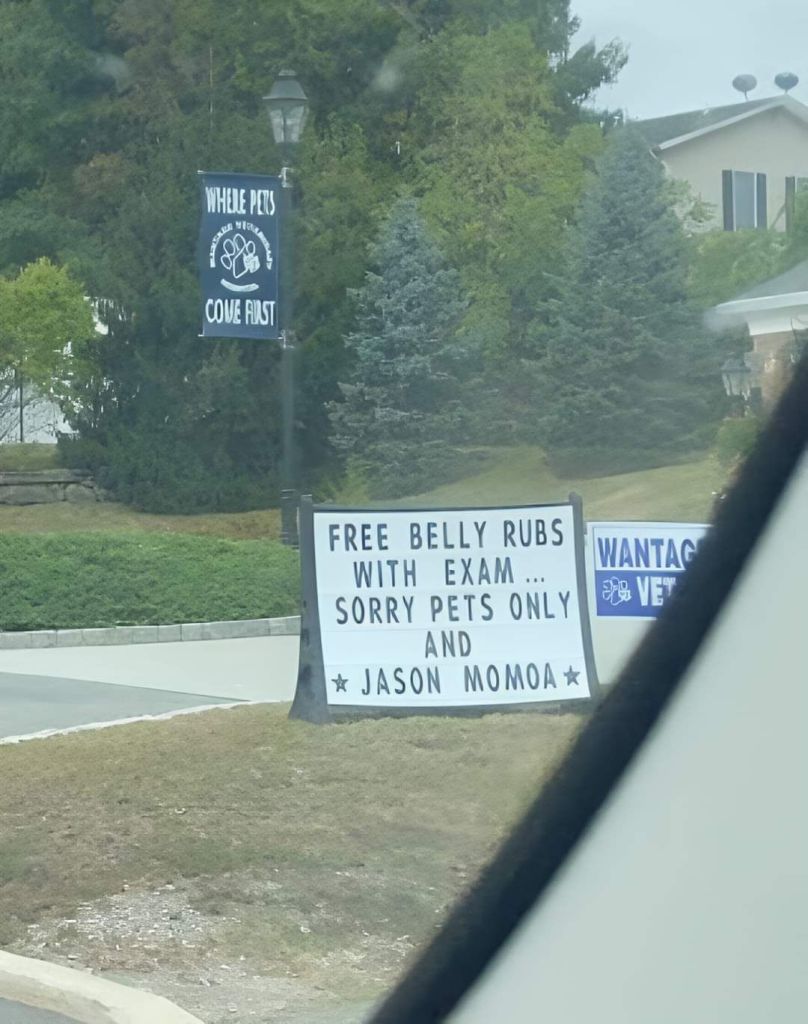 WHERE PETS
COME FIRST
FREE BELLY RUBS
WITH EXAM...
SORRY PETS ONLY
AND
★ JASON MOMOA ★
WANTAG
VET